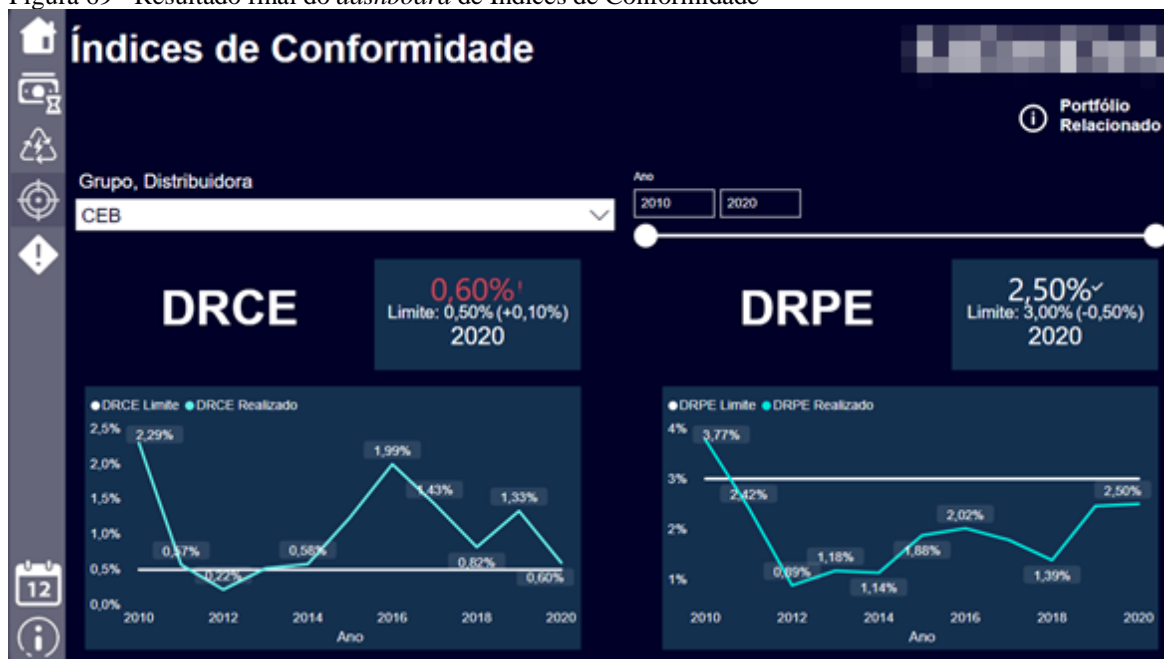 Figura 89 - Resultado final do dashboard de Índices de Conformidade
Índices de Conformidade
Portfólio
Relacionado
Grupo, Distribuidora
CEB
Ano
2010 2020
DRCE
0,60%!
Limite: 0,50% (+0,10%)
2020
DRPE
2,50%✓
Limite: 3,00% (-0,50%)
2020
DRCE Limite DRCE Realizado
2,5%
2,0%
1,5%
1,0%
0,5%
0,0%
2,29%
0,57%
0,22%
0,58%
1,99%
1,43%
0,82%
1,33%
0,60%
2010 2012 2014 2016 2018 2020
Ano
DRPE Limite DRPE Realizado
4%
3%
2%
1%
3,77%
2,42%
0,89%
1,18%
1,14%
1,88%
2,02%
1,39%
2,50%
2010 2012 2014 2016 2018 2020
Ano
12